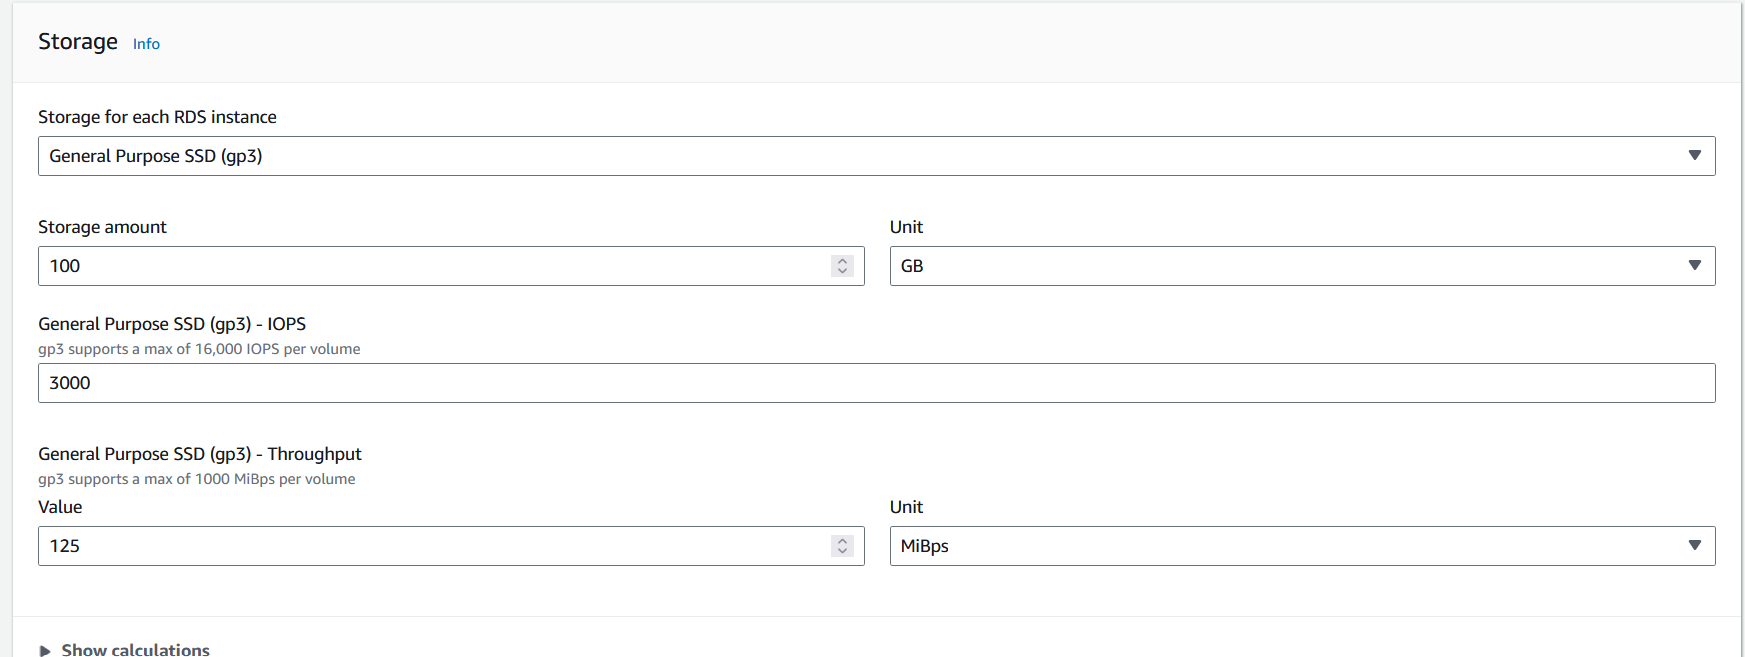 Storage Info
Storage for each RDS instance
General Purpose SSD (gp3)
Storage amount
Unit
100
GB
General Purpose SSD (gp3) - IOPS
gp3 supports a max of 16,000 IOPS per volume
3000
General Purpose SSD (gp3) - Throughput
gp3 supports a max of 1000 MiBps per volume
Value
Unit
125
MiBps
Show calculations